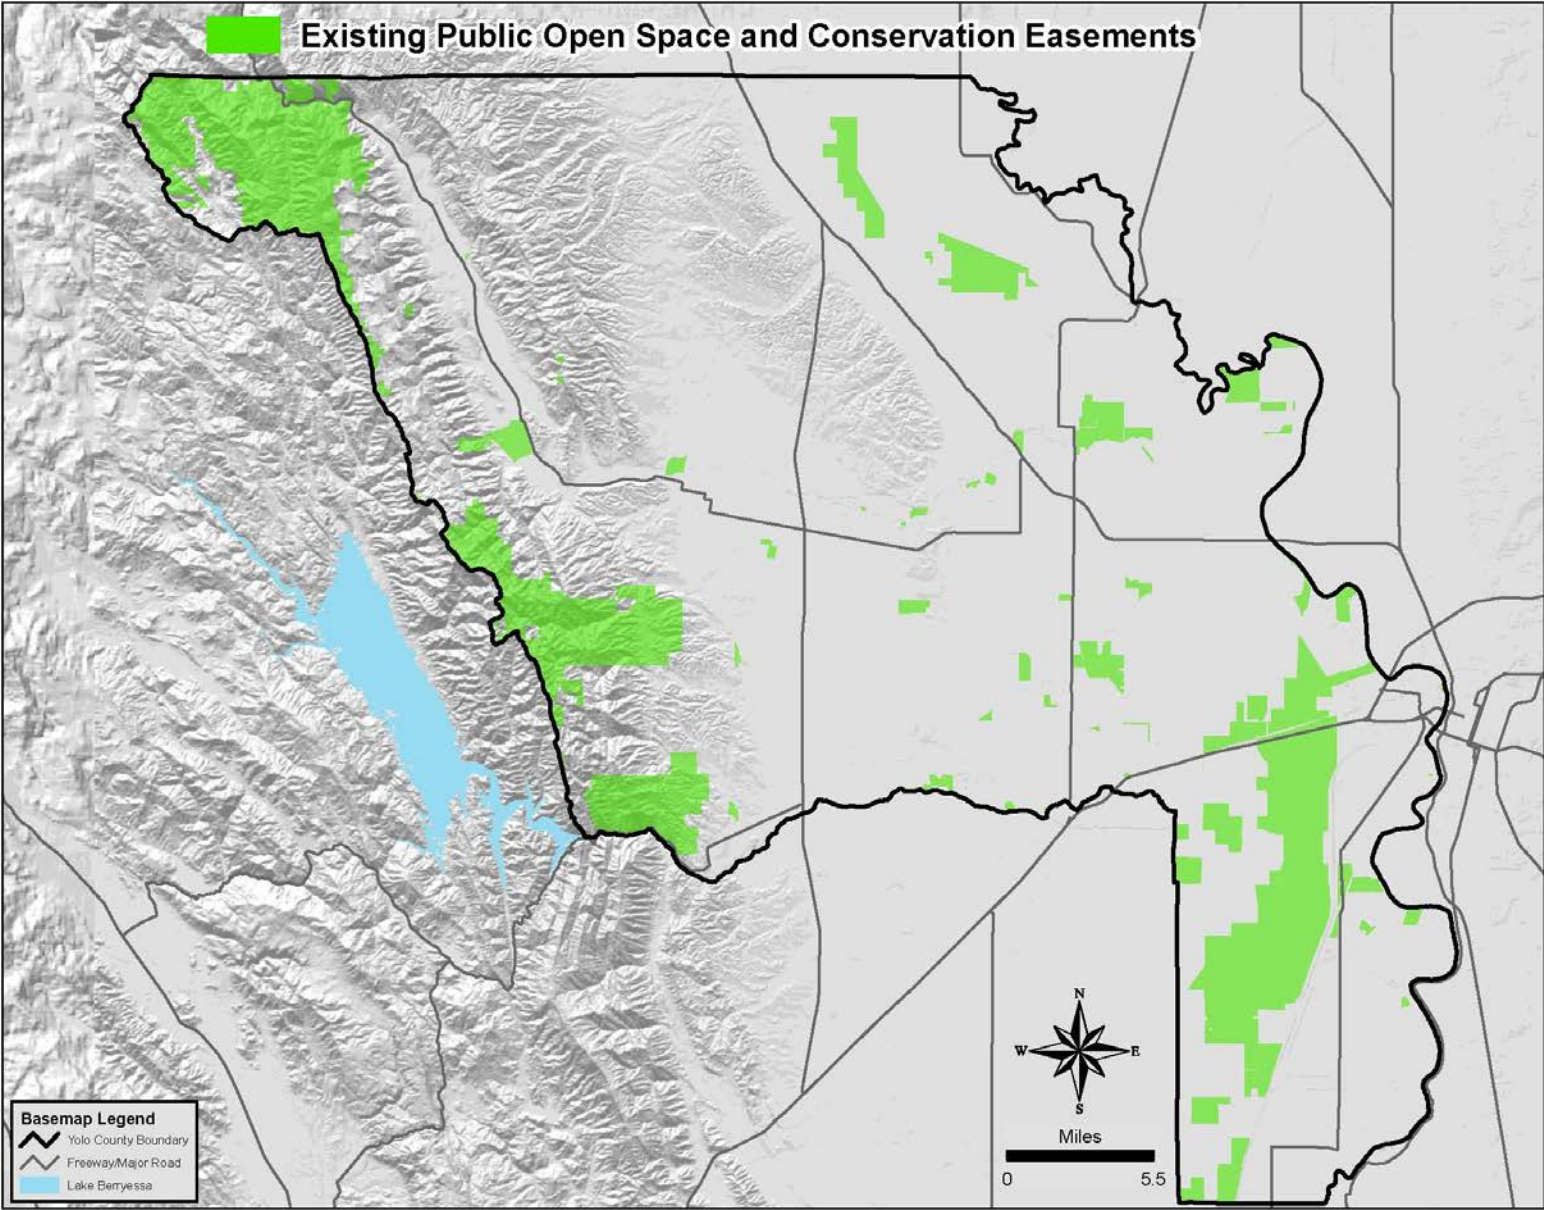 Existing Public Open Space and Conservation Easements
N
W E
S
Miles
0 5.5
Basemap Legend
Yolo County Boundary
Freeway/Major Road
Lake Berryessa